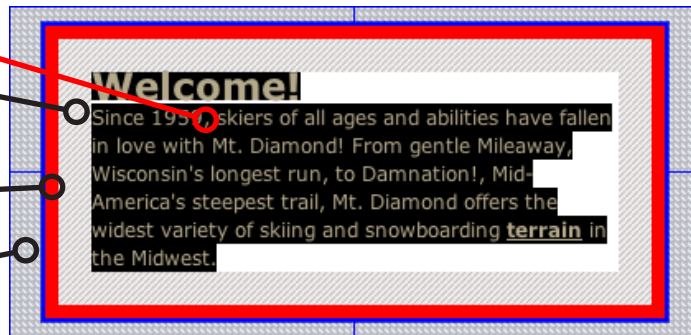 Welcome!
Since 1959, skiers of all ages and abilities have fallen
in love with Mt. Diamond! From gentle Mileaway,
Wisconsin's longest run, to Damnation!, Mid-
America's steepest trail, Mt. Diamond offers the
widest variety of skiing and snowboarding terrain in
the Midwest.